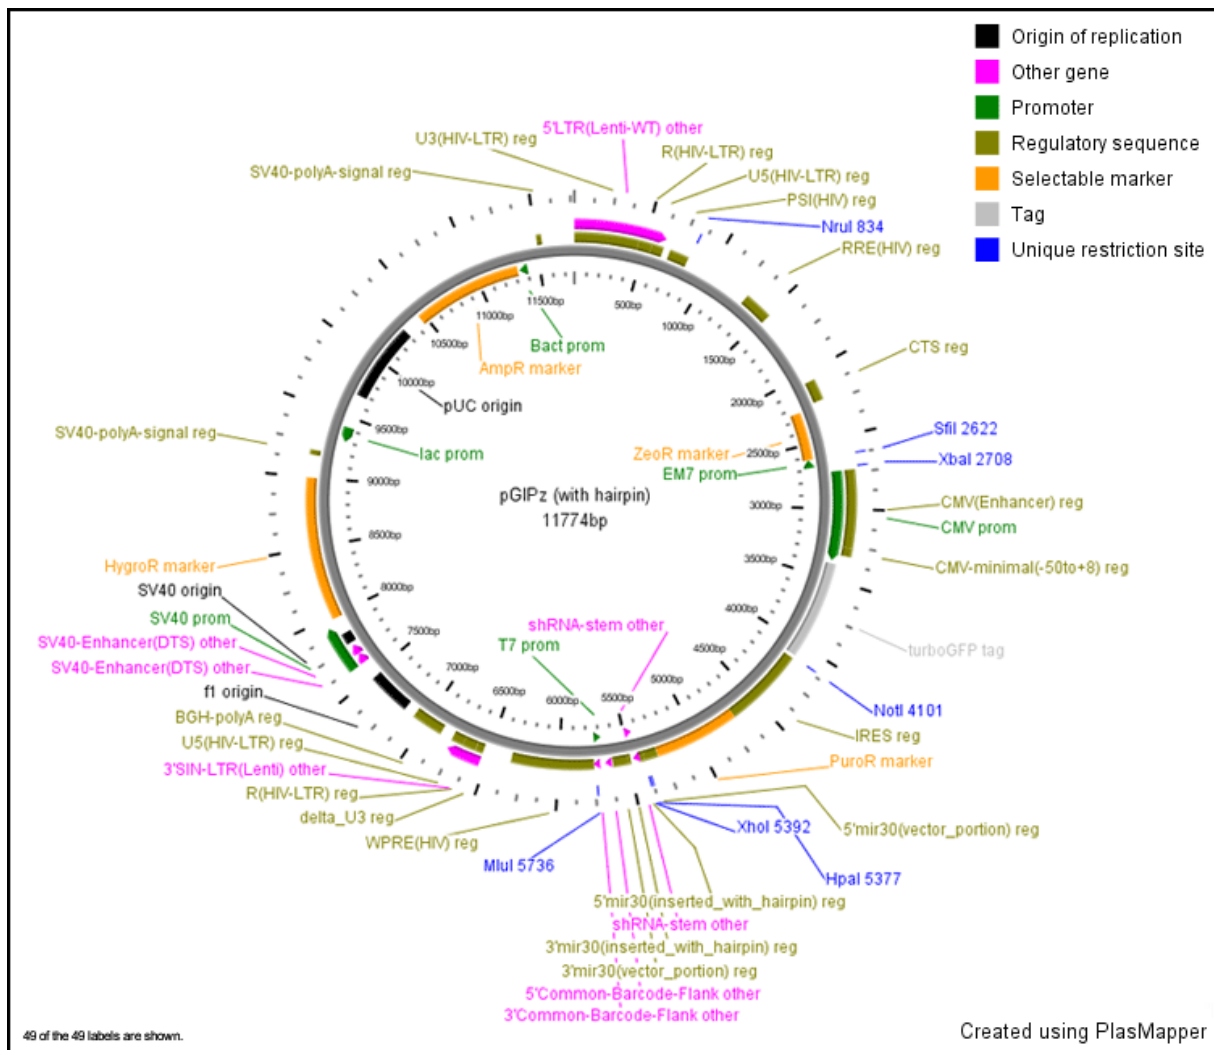 Origin of replication
Other gene
Promoter
Regulatory sequence
Selectable marker
Tag
Unique restriction site
5'LTR(Lenti-WT) other
U3(HIV-LTR) reg
R(HIV-LTR) reg
SV40-polyA-signal reg
U5(HIV-LTR) reg
PSI(HIV) reg
NruI 834
RRE(HIV) reg
CTS reg
SfiI 2622
XbaI 2708
CMV(Enhancer) reg
CMV prom
CMV-minimal(-50to+8) reg
turboGFP tag
NotI 4101
IRES reg
PuroR marker
5'mir30(vector_portion) reg
XhoI 5392
HpaI 5377
5'mir30(inserted_with_hairpin) reg
shRNA-stem other
3'mir30(inserted_with_hairpin) reg
3'mir30(vector_portion) reg
5'Common-Barcode-Flank other
3'Common-Barcode-Flank other
MluI 5736
WPRE(HIV) reg
delta_U3 reg
R(HIV-LTR) reg
3'SIN-LTR(Lenti) other
U5(HIV-LTR) reg
BGH-polyA reg
f1 origin
SV40-Enhancer(DTS) other
SV40-Enhancer(DTS) other
SV40 prom
SV40 origin
HygroR marker
SV40-polyA-signal reg
500bp
1000bp
1500bp
2000bp
2500bp
3000bp
3500bp
4000bp
4500bp
5000bp
5500bp
6000bp
6500bp
7000bp
7500bp
8000bp
8500bp
9000bp
9500bp
10000bp
10500bp
11000bp
11500bp
Bact prom
AmpR marker
pUC origin
lac prom
ZeoR marker
EM7 prom
pGIPz (with hairpin)
11774bp
shRNA-stem other
T7 prom
49 of the 49 labels are shown.
Created using PlasMapper